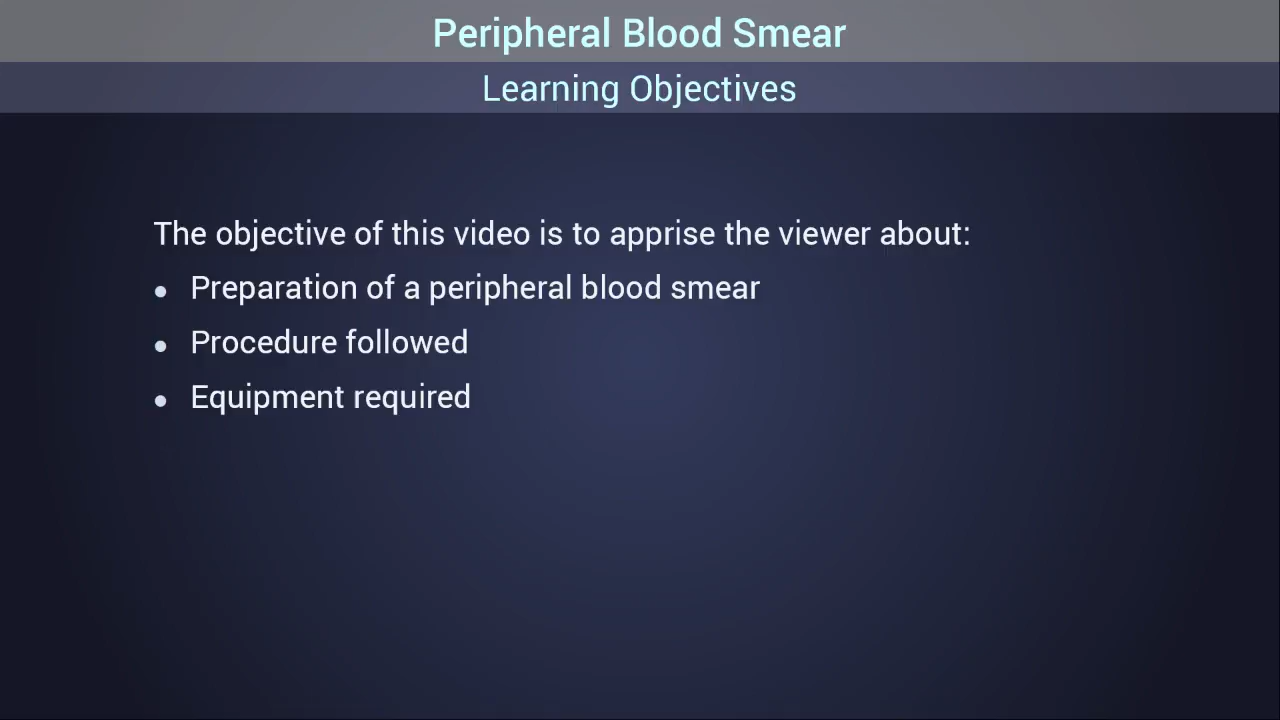 Peripheral Blood Smear
Learning Objectives
The objective of this video is to apprise the viewer about:
• Preparation of a peripheral blood smear
• Procedure followed
• Equipment required